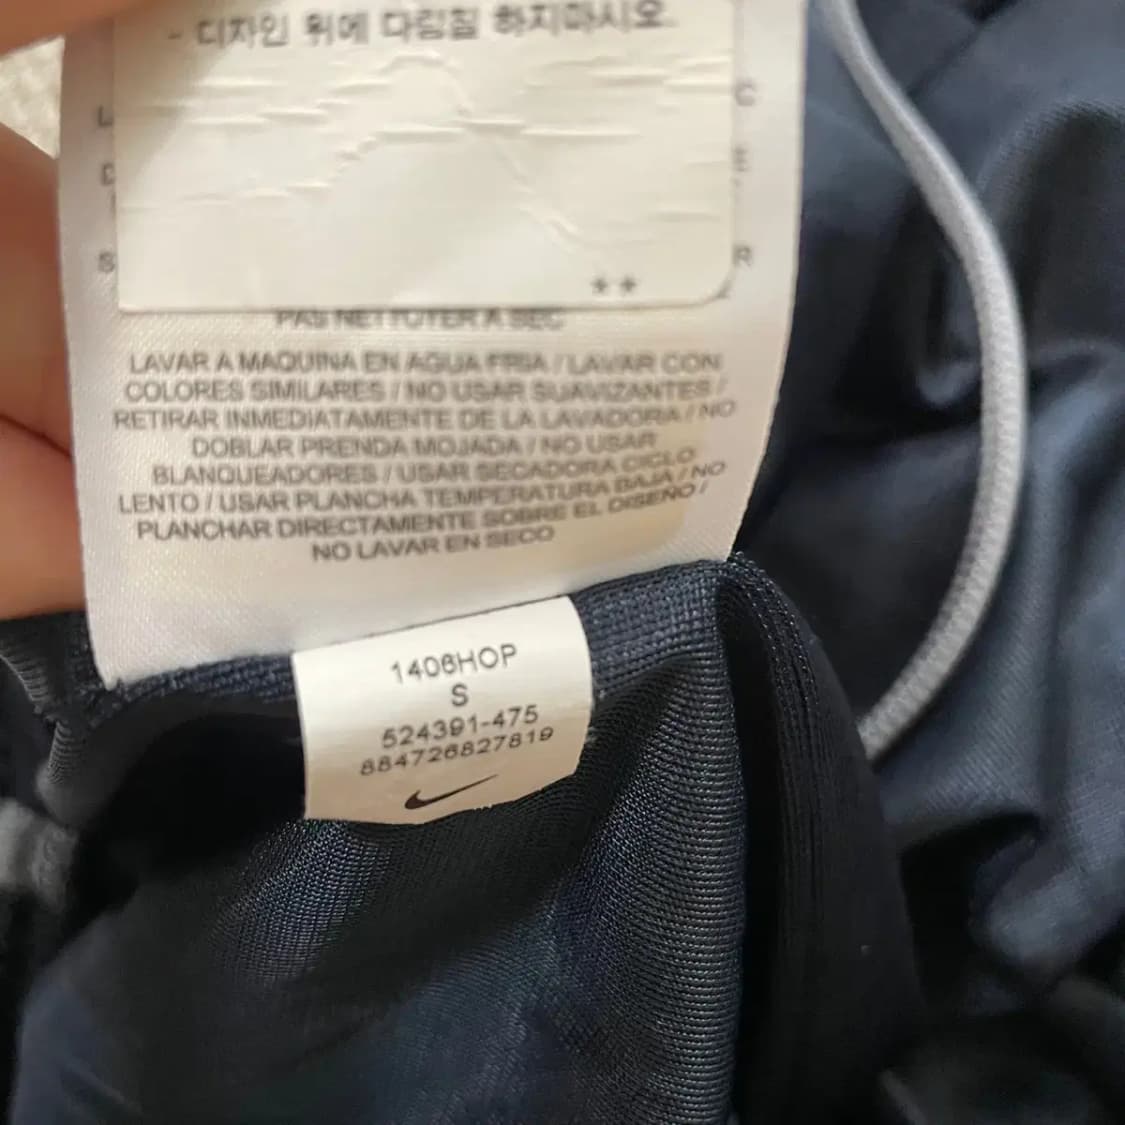 - 디자인 위에 다림질 하지마시오.
L
C
E
S
R
**
PAS NETTOYER A SEC
LAVAR A MAQUINA EN AGUA FRIA / LAVAR CON
COLORES SIMILARES / NO USAR SUAVIZANTES /
RETIRAR INMEDIATAMENTE DE LA LAVADORA / NO
DOBLAR PRENDA MOJADA / NO USAR
BLANQUEADORES / USAR SECADORA CICLO
LENTO / USAR PLANCHA TEMPERATURA BAJA / NO
PLANCHAR DIRECTAMENTE SOBRE EL DISEÑO /
NO LAVAR EN SECO
1406HOP
S
524391-475
884726827819